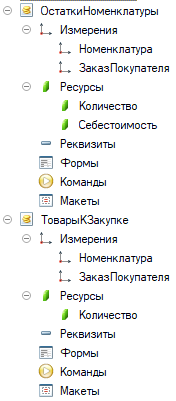 ОстаткиНоменклатуры
Измерения
Номенклатура
ЗаказПокупателя
Ресурсы
Количество
Себестоимость
Реквизиты
Формы
Команды
Макеты
ТоварыКЗакупке
Измерения
Номенклатура
ЗаказПокупателя
Ресурсы
Количество
Реквизиты
Формы
Команды
Макеты